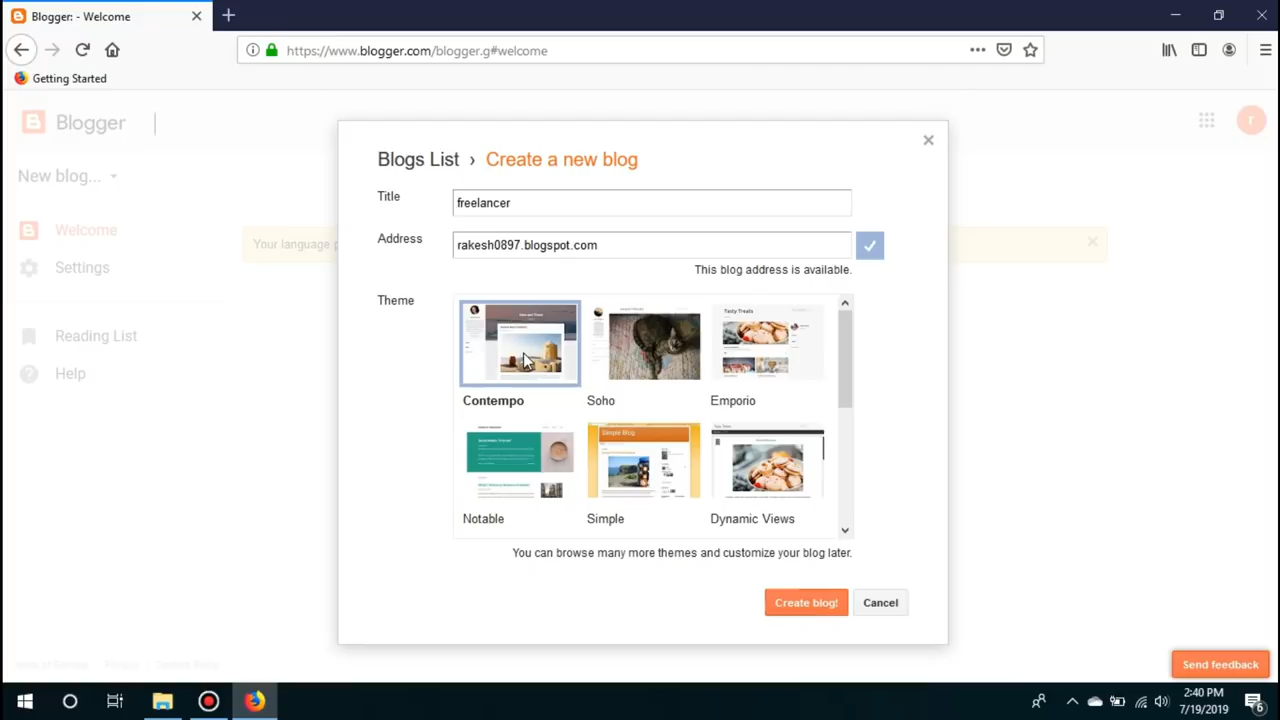 Blogger: - Welcome
https://www.blogger.com/blogger.g#welcome
Getting Started
Blogger
New blog...
Welcome
Settings
Reading List
Help
Your language
Blogs List › Create a new blog
Title
freelancer
Address
rakesh0897.blogspot.com
This blog address is available.
Theme
Tasty Treats
Contempo
Soho
Emporio
Simple Blog
Notable
Simple
Dynamic Views
You can browse many more themes and customize your blog later.
Create blog!
Cancel
r
Send feedback
2:40 PM
7/19/2019
6